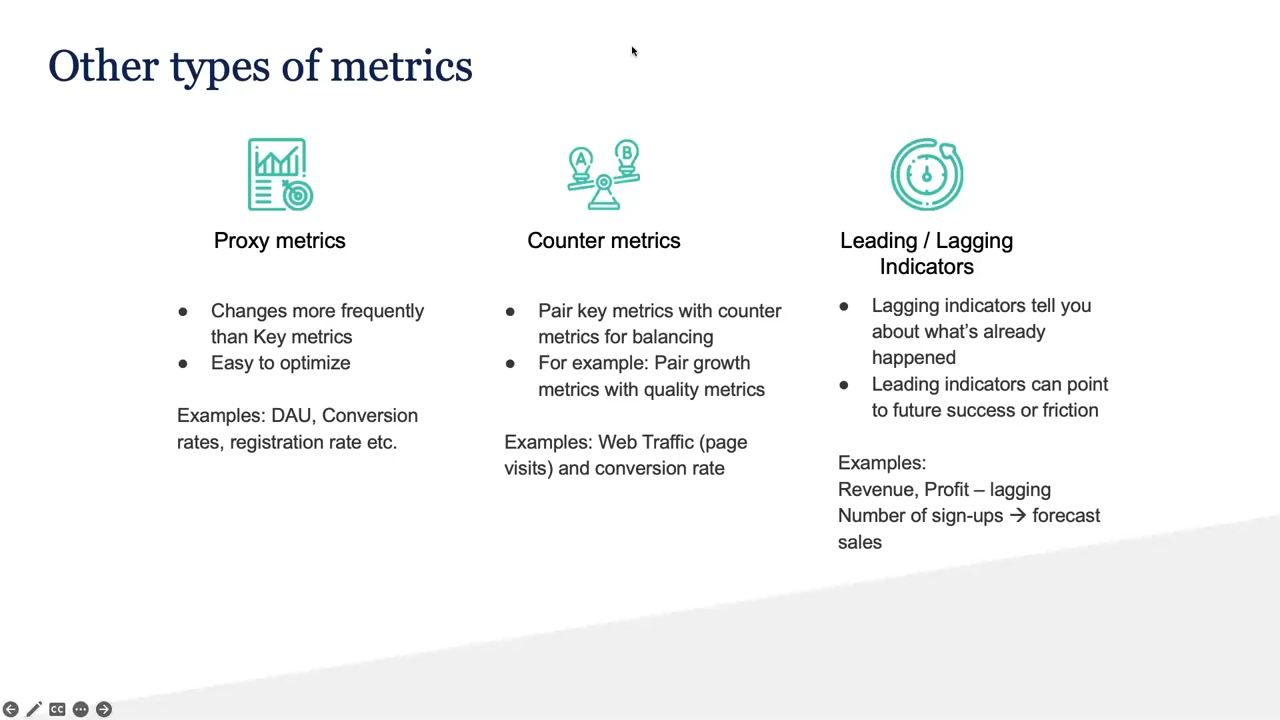 Other types of metrics
A B
Proxy metrics
● Changes more frequently
than Key metrics
● Easy to optimize
Examples: DAU, Conversion
rates, registration rate etc.
Counter metrics
● Pair key metrics with counter
metrics for balancing
● For example: Pair growth
metrics with quality metrics
Examples: Web Traffic (page
visits) and conversion rate
Leading / Lagging
Indicators
● Lagging indicators tell you
about what’s already
happened
● Leading indicators can point
to future success or friction
Examples:
Revenue, Profit – lagging
Number of sign-ups → forecast
sales
CC